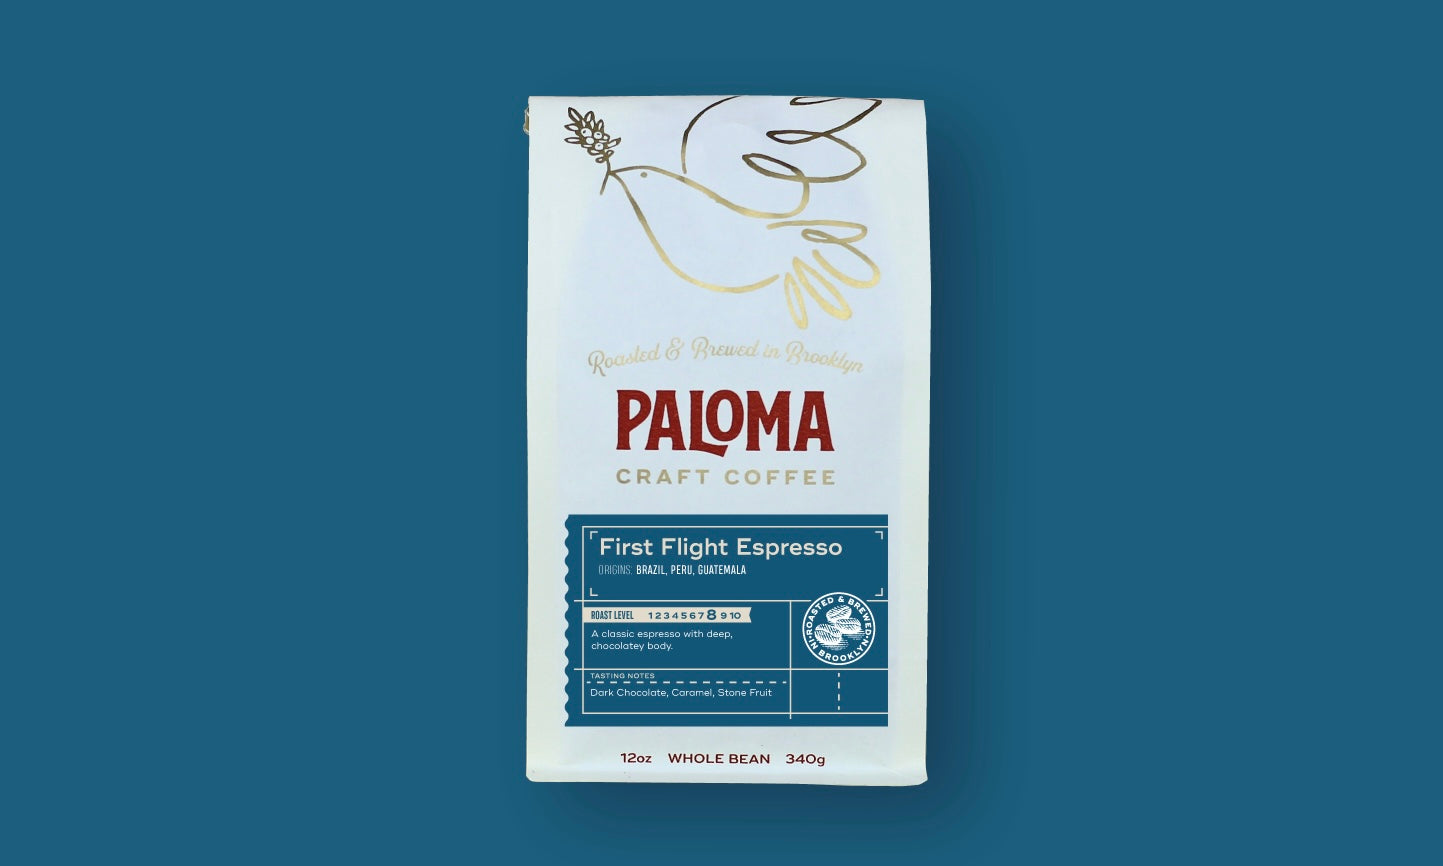 Roasted & Brewed in Brooklyn
PALOMA
CRAFT COFFEE
First Flight Espresso
ORIGINS: BRAZIL, PERU, GUATEMALA
ROAST LEVEL 1 2 3 4 5 6 7 8 9 10
A classic espresso with deep,
chocolatey body.
ROASTED & BREWED
IN BROOKLYN
TASTING NOTES
Dark Chocolate, Caramel, Stone Fruit
12oz WHOLE BEAN 340g